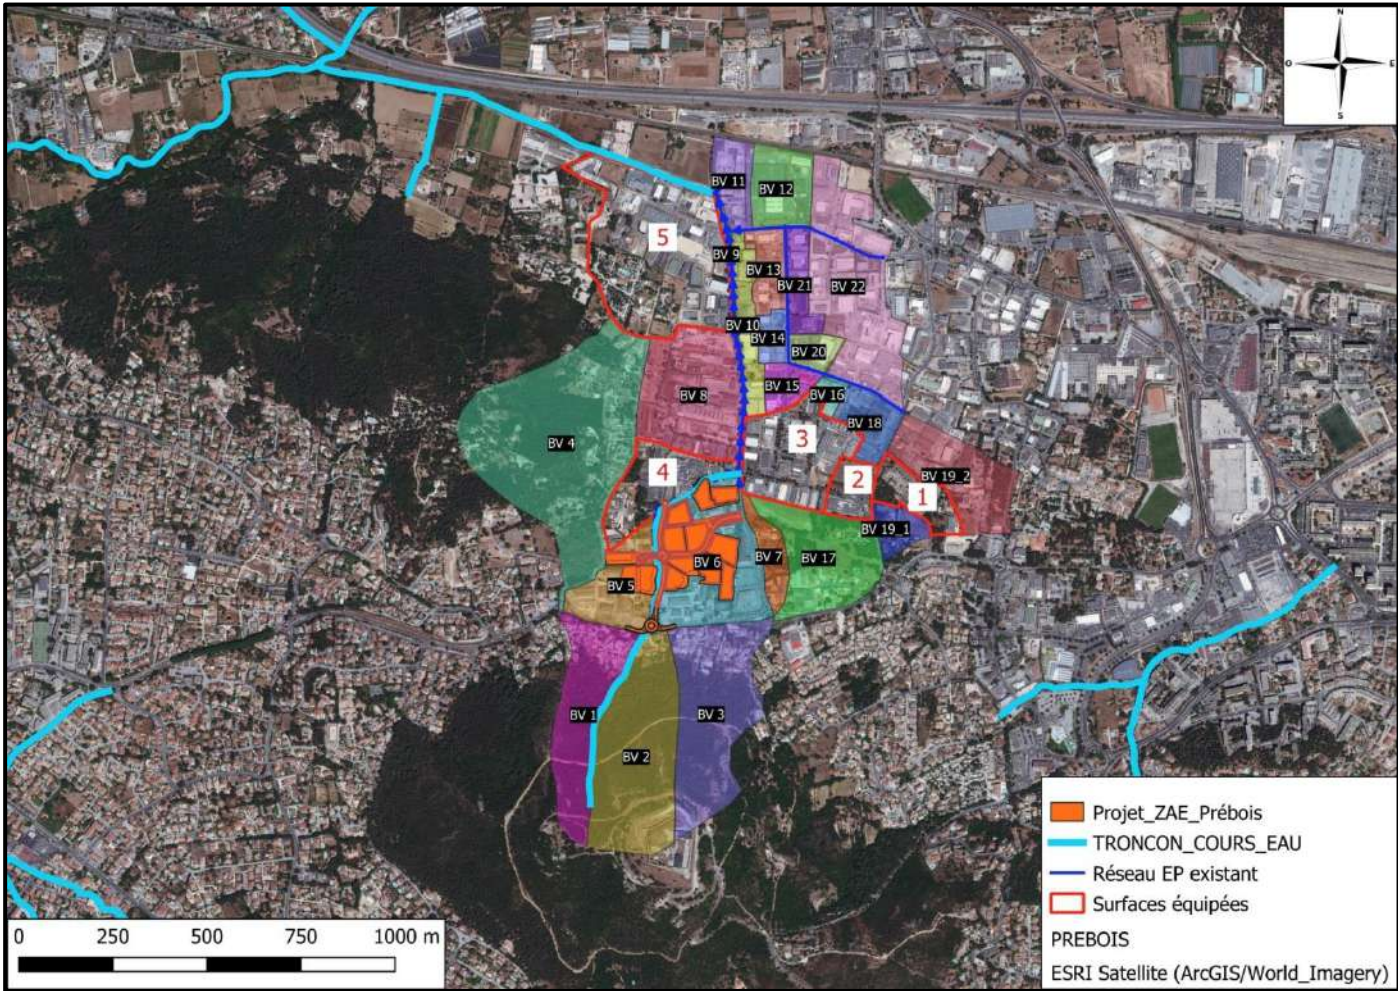 N
O
E
S
BV 11
BV 12
5
BV 9
BV 13
BV 21
BV 22
BV 10
BV 14
BV 20
BV 8
BV 15
BV 16
BV 18
BV 4
3
4
2
BV 19_2
1
BV 19_1
BV 7
BV 17
BV 6
BV 5
BV 1
BV 3
BV 2
Projet_ZAE_Prébois
TRONCON_COURS_EAU
Réseau EP existant
Surfaces équipées
PREBOIS
ESRI Satellite (ArcGIS/World_Imagery)
0 250 500 750 1000 m